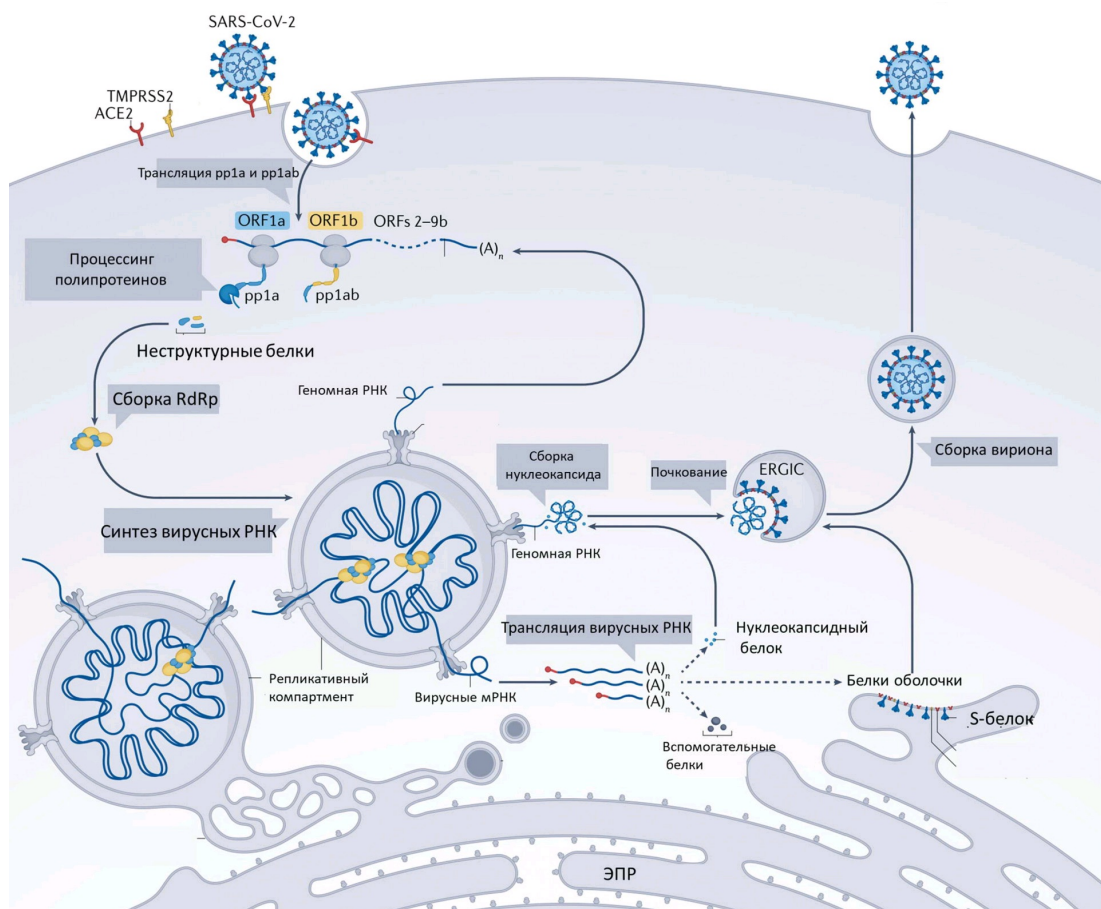 SARS-CoV-2
TMPRSS2
ACE2
Трансляция pp1a и pp1ab
ORF1a
ORF1b
ORFs 2–9b
(A)n
Процессинг
полипротеинов
pp1a
pp1ab
Неструктурные белки
Геномная РНК
Сборка RdRp
Сборка
нуклеокапсида
Почкование
ERGIC
Сборка вириона
Синтез вирусных РНК
Геномная РНК
Трансляция вирусных РНК
Нуклеокапсидный
белок
(A)n
(A)n
(A)n
Репликативный
компартмент
Вирусные мРНК
Белки оболочки
S-белок
Вспомогательные
белки
ЭПР